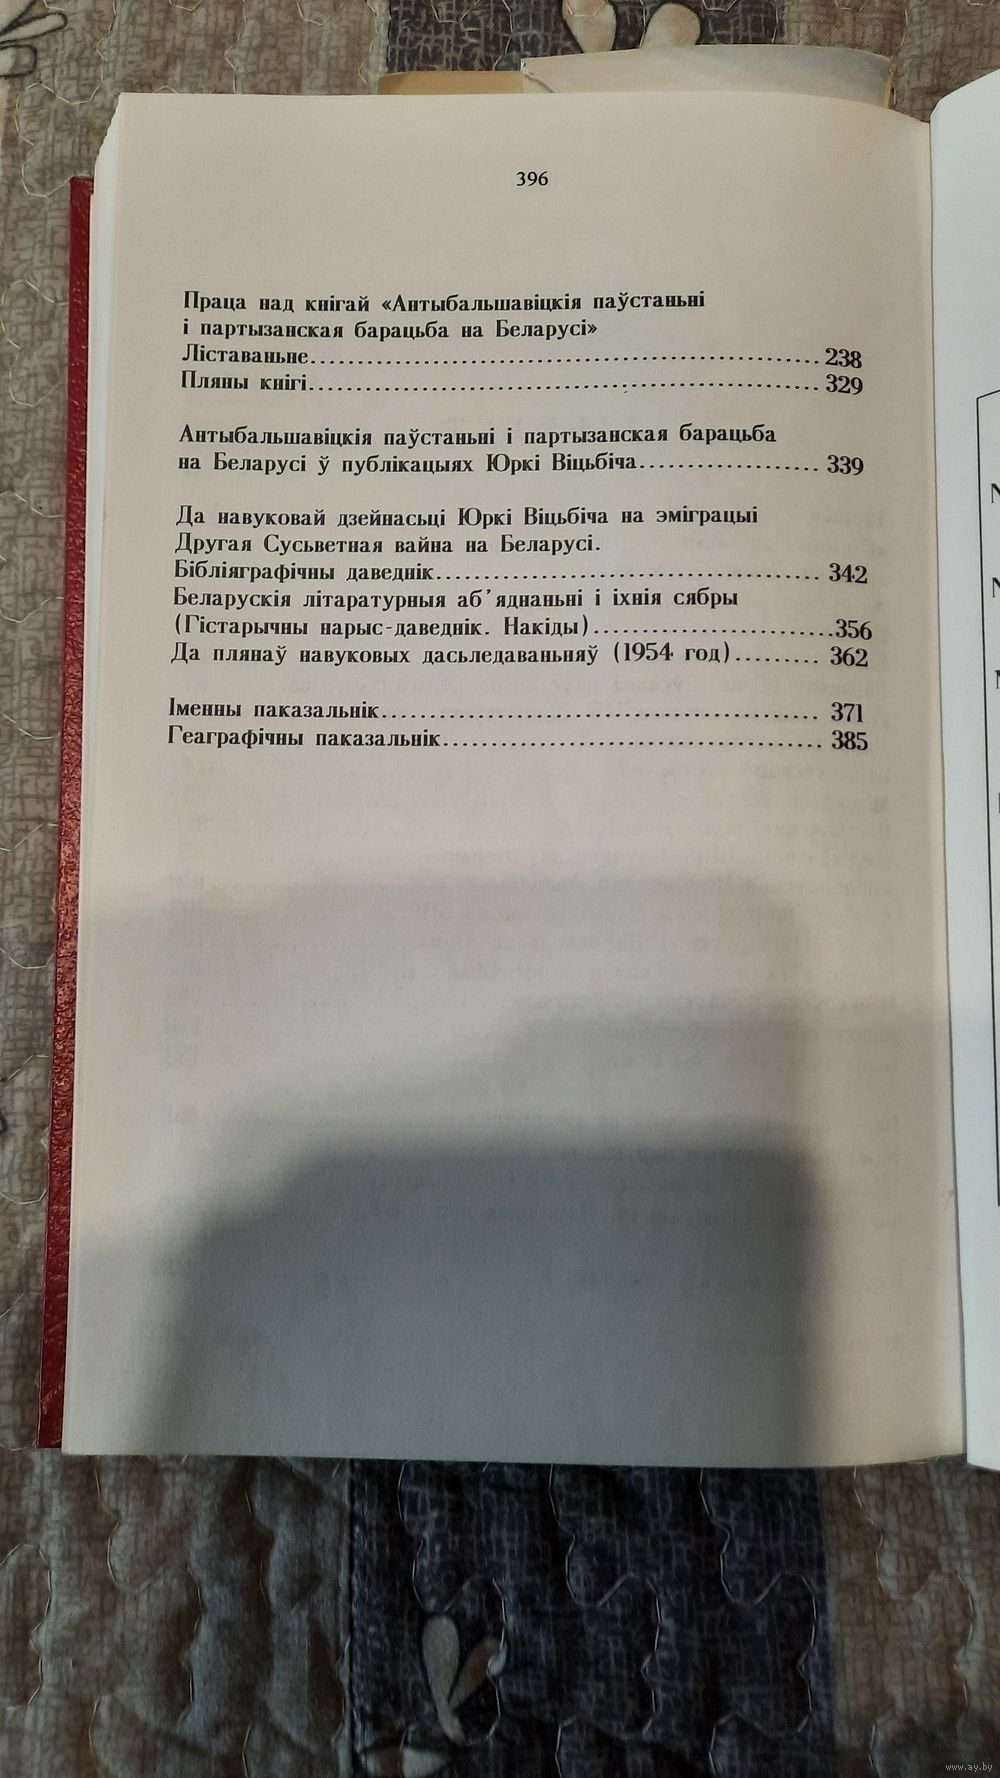 396
Праца над кнігай «Антыбальшавіцкія паўстаньні
і партызанская барацьба на Беларусі»
Ліставаньне........................................................ 238
Пляны кнігі........................................................ 329
Антыбальшавіцкія паўстаньні і партызанская барацьба
на Беларусі ў публікацыях Юркі Віцьбіча................... 339
Да навуковай дзейнасьці Юркі Віцьбіча на эміграцыі
Другая Сусьветная вайна на Беларусі.
Бібліяграфічны даведнік.......................................... 342
Беларускія літаратурныя аб’яднаньні і іхнія сябры
(Гістарычны нарыс-даведнік. Накіды)..........................356
Да плянаў навуковых дасьледаваньняў (1954 год)......... 362
Іменны паказальнік................................................ 371
Геаграфічны паказальнік......................................... 385
www.ay.by